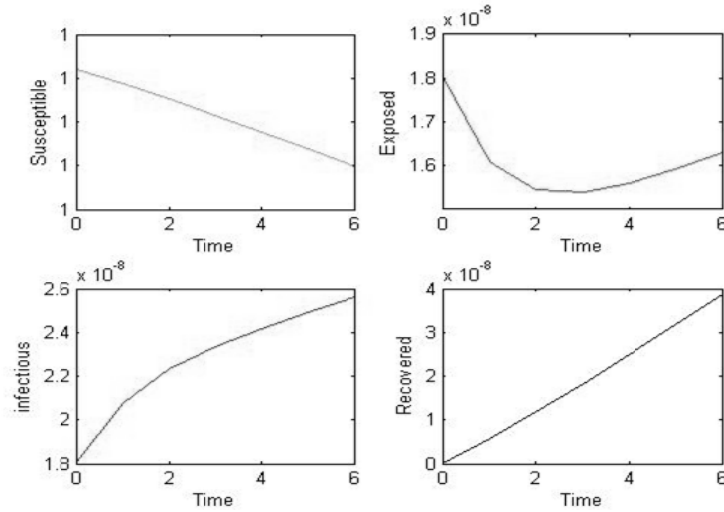 1
1
1
1
1
Susceptible
0 2 4 6
Time
x 10^-8
1.9
1.8
1.7
1.6
Exposed
0 2 4 6
Time
x 10^-8
2.6
2.4
2.2
2
1.8
infectious
0 2 4 6
Time
x 10^-8
4
3
2
1
0
Recovered
0 2 4 6
Time